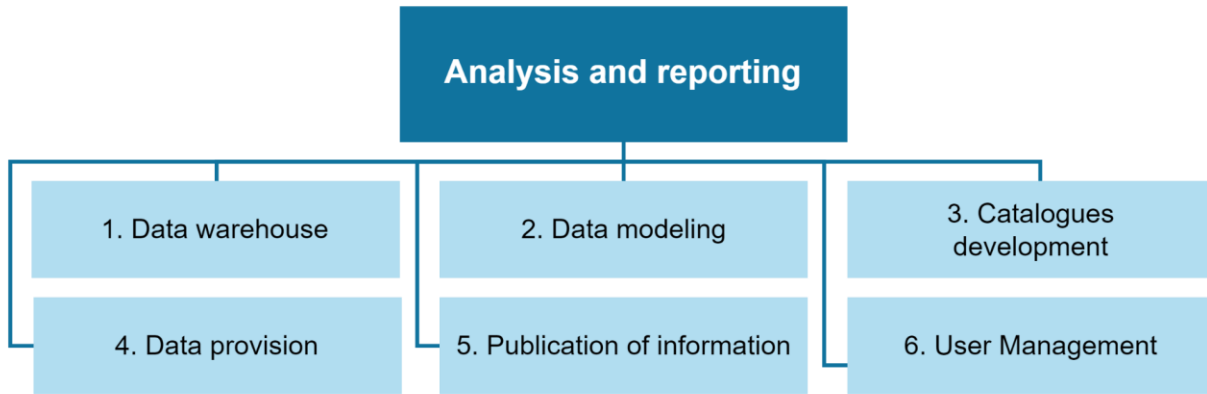 Analysis and reporting
1. Data warehouse
2. Data modeling
3. Catalogues
development
4. Data provision
5. Publication of information
6. User Management